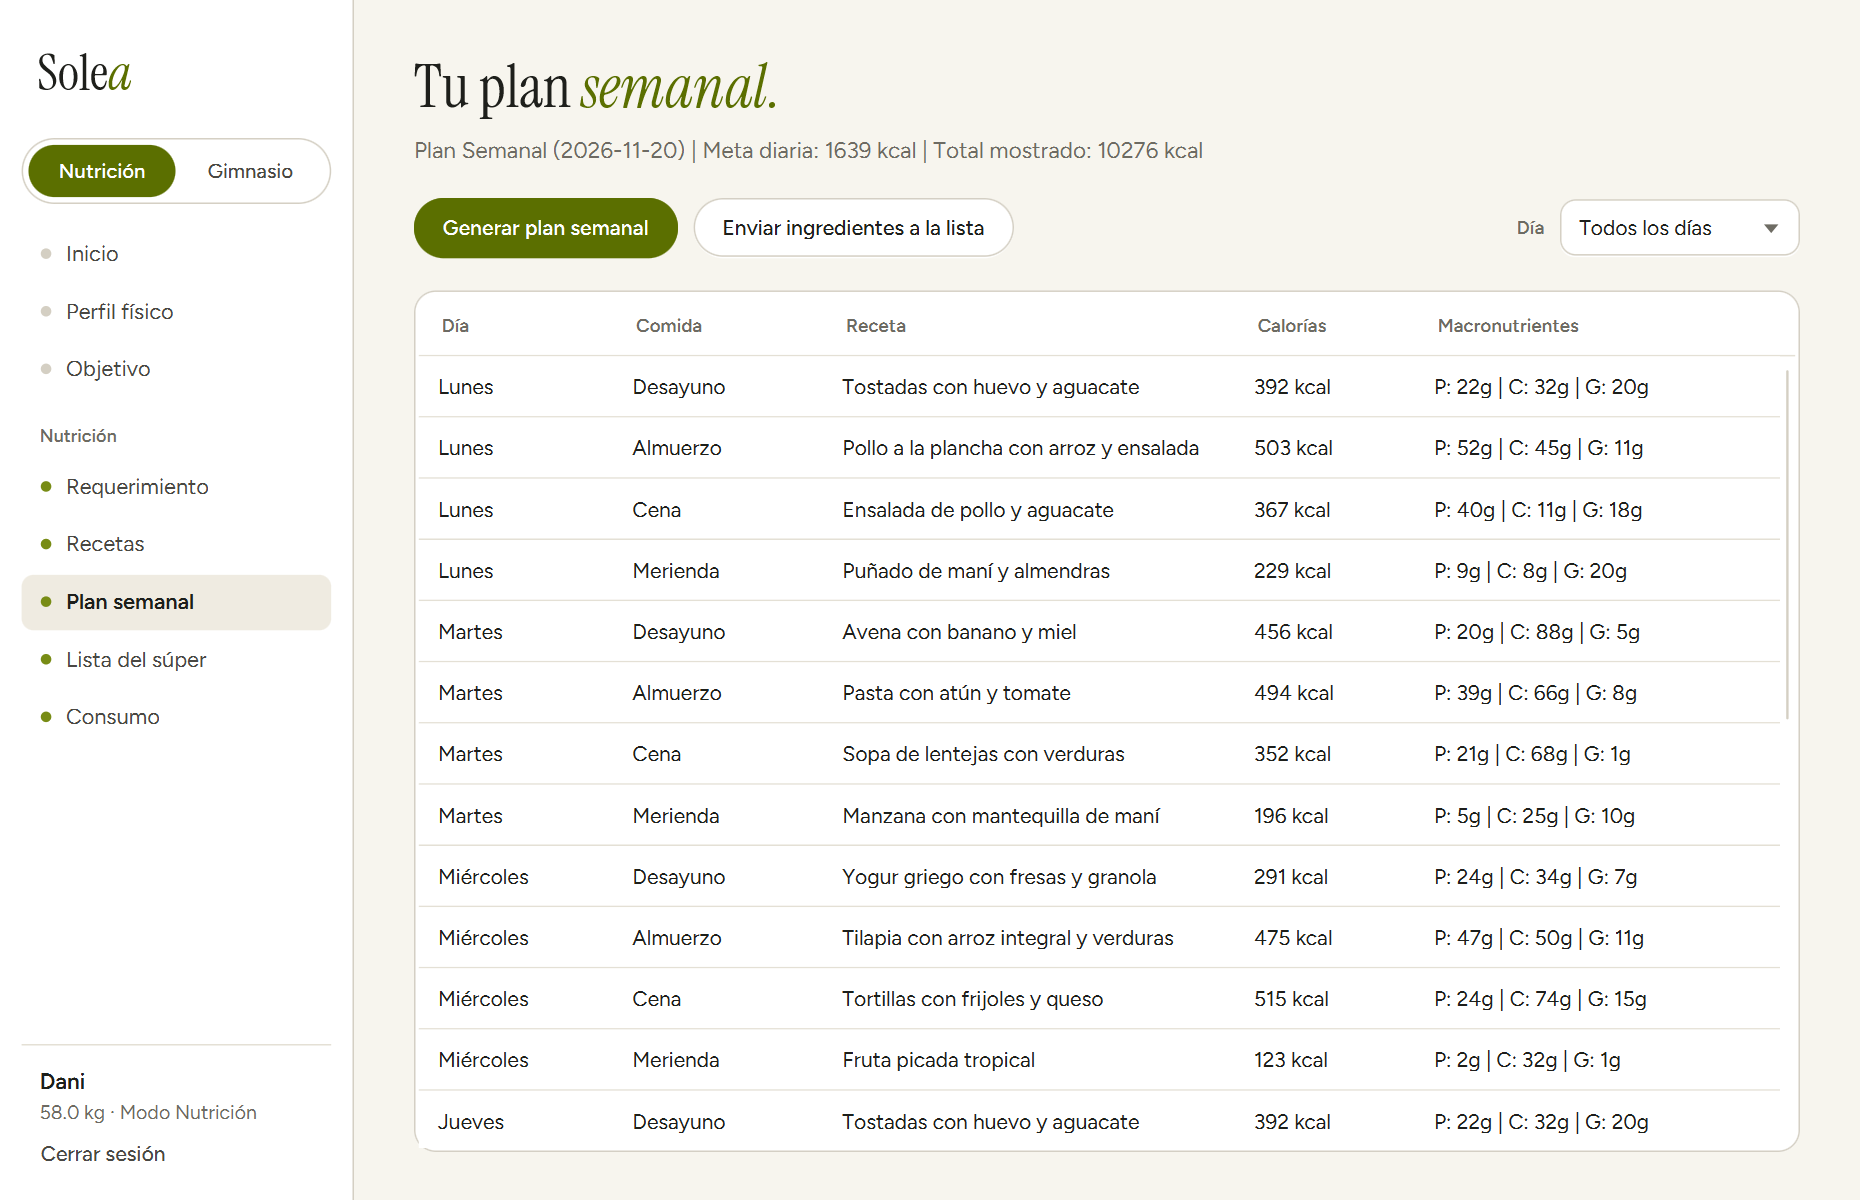 Solea
Nutrición Gimnasio
Inicio
Perfil físico
Objetivo
Nutrición
Requerimiento
Recetas
Plan semanal
Lista del súper
Consumo
Dani
58.0 kg · Modo Nutrición
Cerrar sesión
Tu plan semanal.
Plan Semanal (2026-11-20) | Meta diaria: 1639 kcal | Total mostrado: 10276 kcal
Generar plan semanal Enviar ingredientes a la lista Día Todos los días
Día Comida Receta Calorías Macronutrientes
Lunes Desayuno Tostadas con huevo y aguacate 392 kcal P: 22g | C: 32g | G: 20g
Lunes Almuerzo Pollo a la plancha con arroz y ensalada 503 kcal P: 52g | C: 45g | G: 11g
Lunes Cena Ensalada de pollo y aguacate 367 kcal P: 40g | C: 11g | G: 18g
Lunes Merienda Puñado de maní y almendras 229 kcal P: 9g | C: 8g | G: 20g
Martes Desayuno Avena con banano y miel 456 kcal P: 20g | C: 88g | G: 5g
Martes Almuerzo Pasta con atún y tomate 494 kcal P: 39g | C: 66g | G: 8g
Martes Cena Sopa de lentejas con verduras 352 kcal P: 21g | C: 68g | G: 1g
Martes Merienda Manzana con mantequilla de maní 196 kcal P: 5g | C: 25g | G: 10g
Miércoles Desayuno Yogur griego con fresas y granola 291 kcal P: 24g | C: 34g | G: 7g
Miércoles Almuerzo Tilapia con arroz integral y verduras 475 kcal P: 47g | C: 50g | G: 11g
Miércoles Cena Tortillas con frijoles y queso 515 kcal P: 24g | C: 74g | G: 15g
Miércoles Merienda Fruta picada tropical 123 kcal P: 2g | C: 32g | G: 1g
Jueves Desayuno Tostadas con huevo y aguacate 392 kcal P: 22g | C: 32g | G: 20g